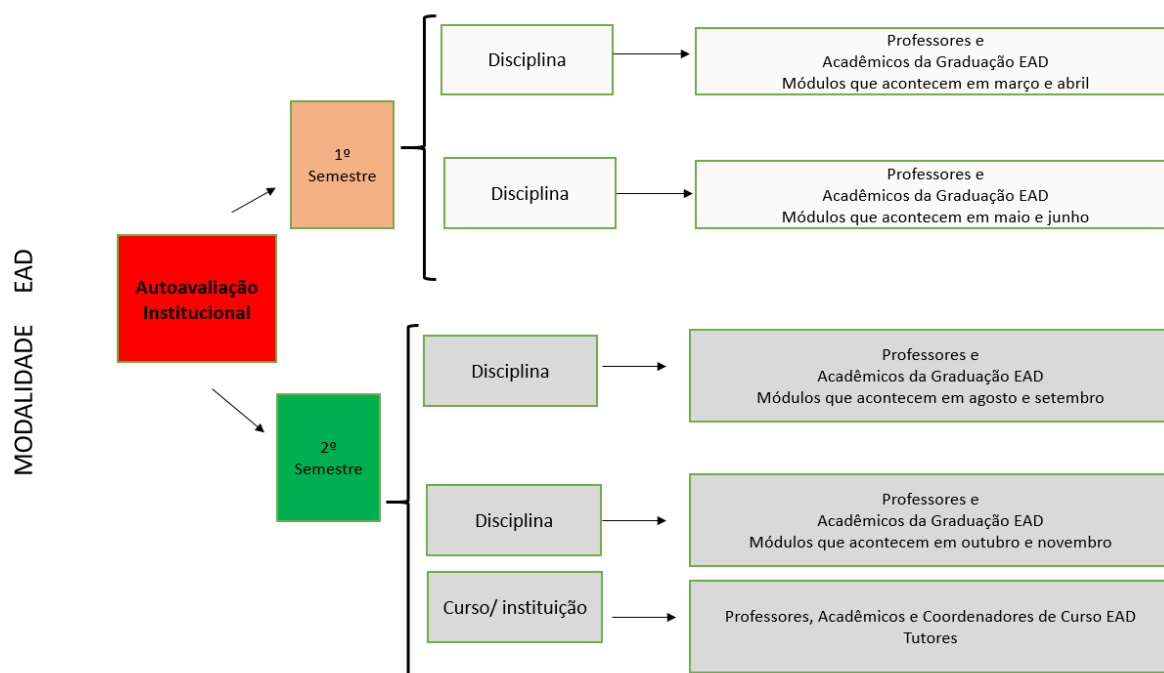 MODALIDADE EAD
Autoavaliação
Institucional
1º
Semestre
Disciplina
Professores e
Acadêmicos da Graduação EAD
Módulos que acontecem em março e abril
Disciplina
Professores e
Acadêmicos da Graduação EAD
Módulos que acontecem em maio e junho
2º
Semestre
Disciplina
Professores e
Acadêmicos da Graduação EAD
Módulos que acontecem em agosto e setembro
Disciplina
Professores e
Acadêmicos da Graduação EAD
Módulos que acontecem em outubro e novembro
Curso/ instituição
Professores, Acadêmicos e Coordenadores de Curso EAD
Tutores